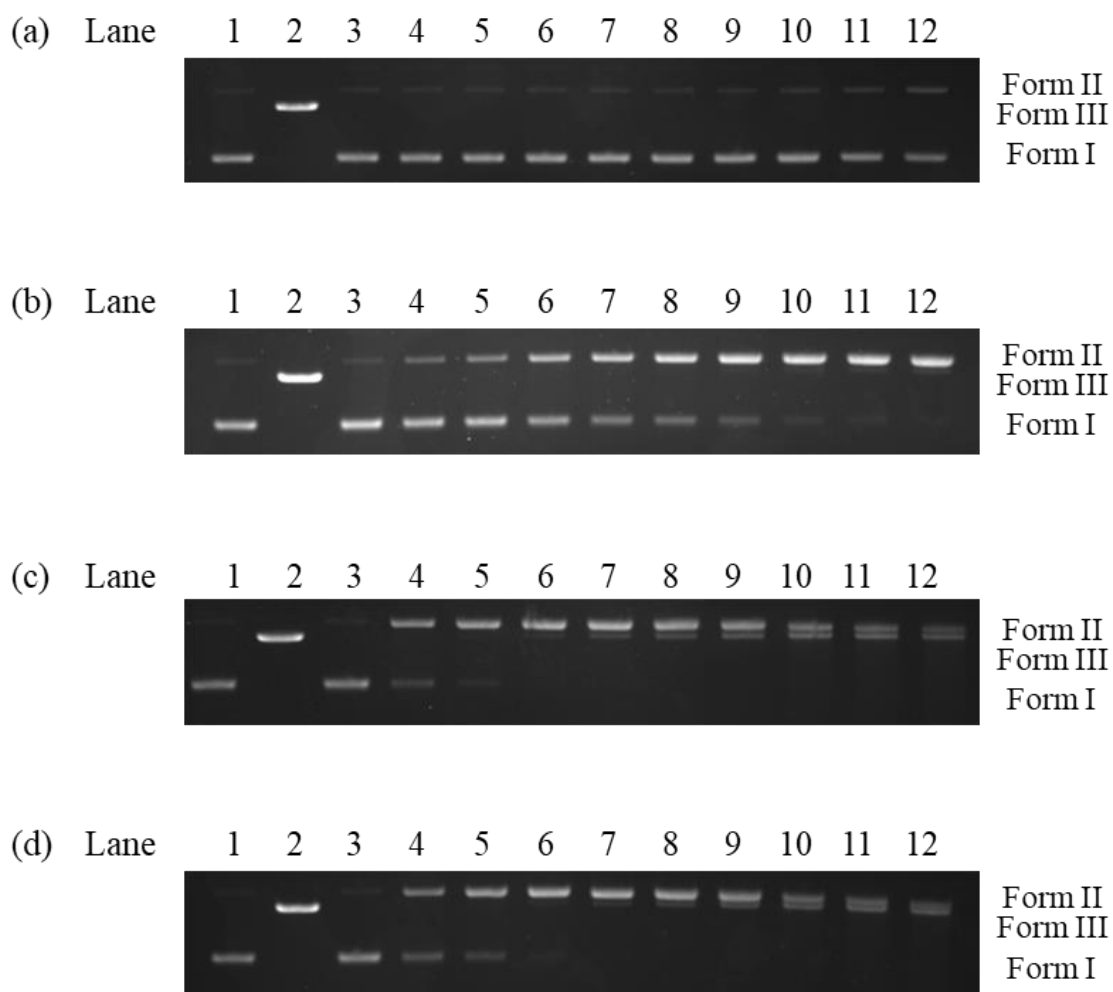 (a) Lane 1 2 3 4 5 6 7 8 9 10 11 12
Form II
Form III
Form I
(b) Lane 1 2 3 4 5 6 7 8 9 10 11 12
Form II
Form III
Form I
(c) Lane 1 2 3 4 5 6 7 8 9 10 11 12
Form II
Form III
Form I
(d) Lane 1 2 3 4 5 6 7 8 9 10 11 12
Form II
Form III
Form I